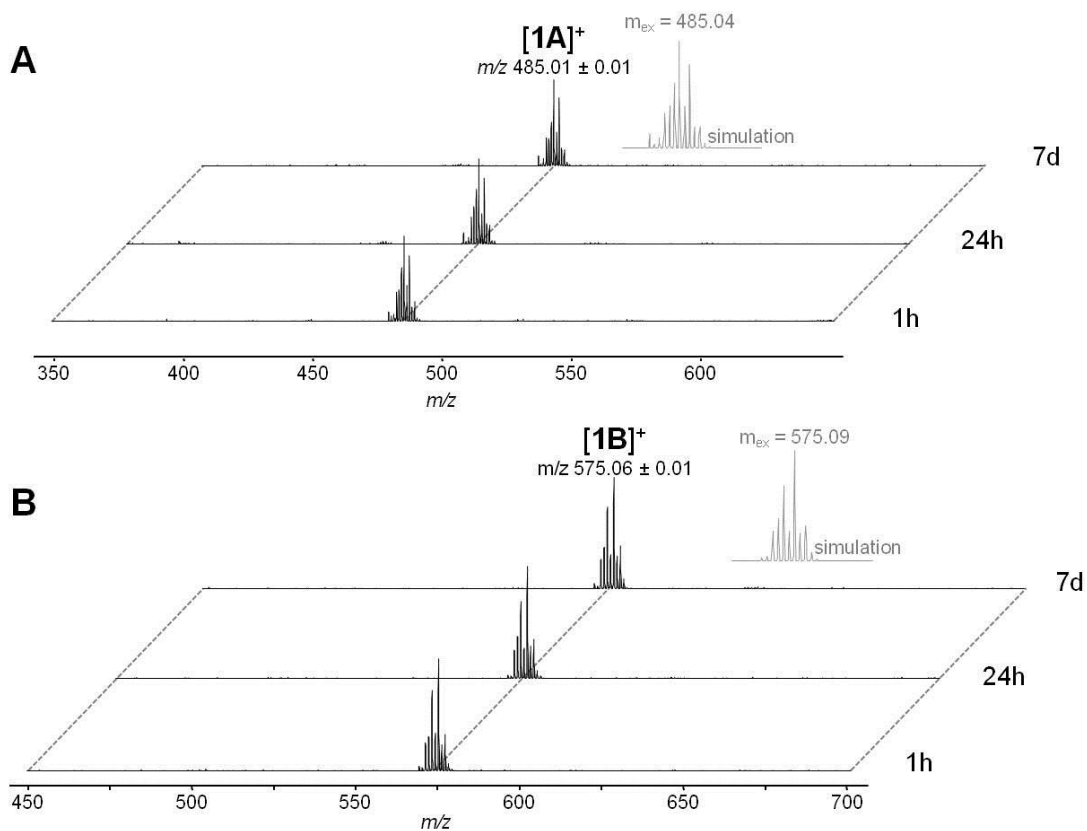 A
[1A]+
m/z 485.01 ± 0.01
mex = 485.04
simulation
7d
24h
1h
350 400 450 500 550 600
m/z
B
[1B]+
m/z 575.06 ± 0.01
mex = 575.09
simulation
7d
24h
1h
450 500 550 600 650 700
m/z